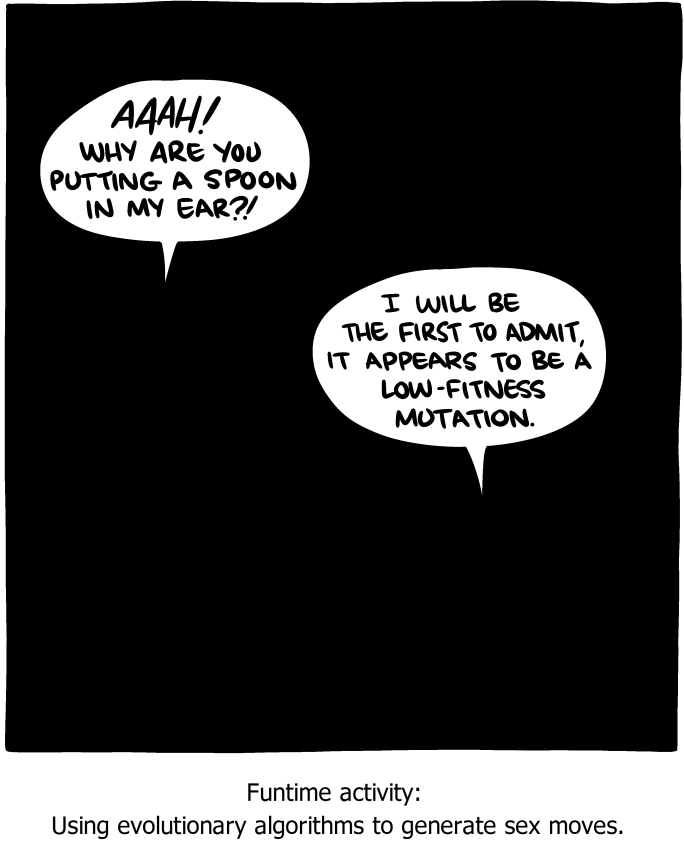 AAAH!
WHY ARE YOU
PUTTING A SPOON
IN MY EAR?!
I WILL BE
THE FIRST TO ADMIT,
IT APPEARS TO BE A
LOW-FITNESS
MUTATION.
Funtime activity:
Using evolutionary algorithms to generate sex moves.